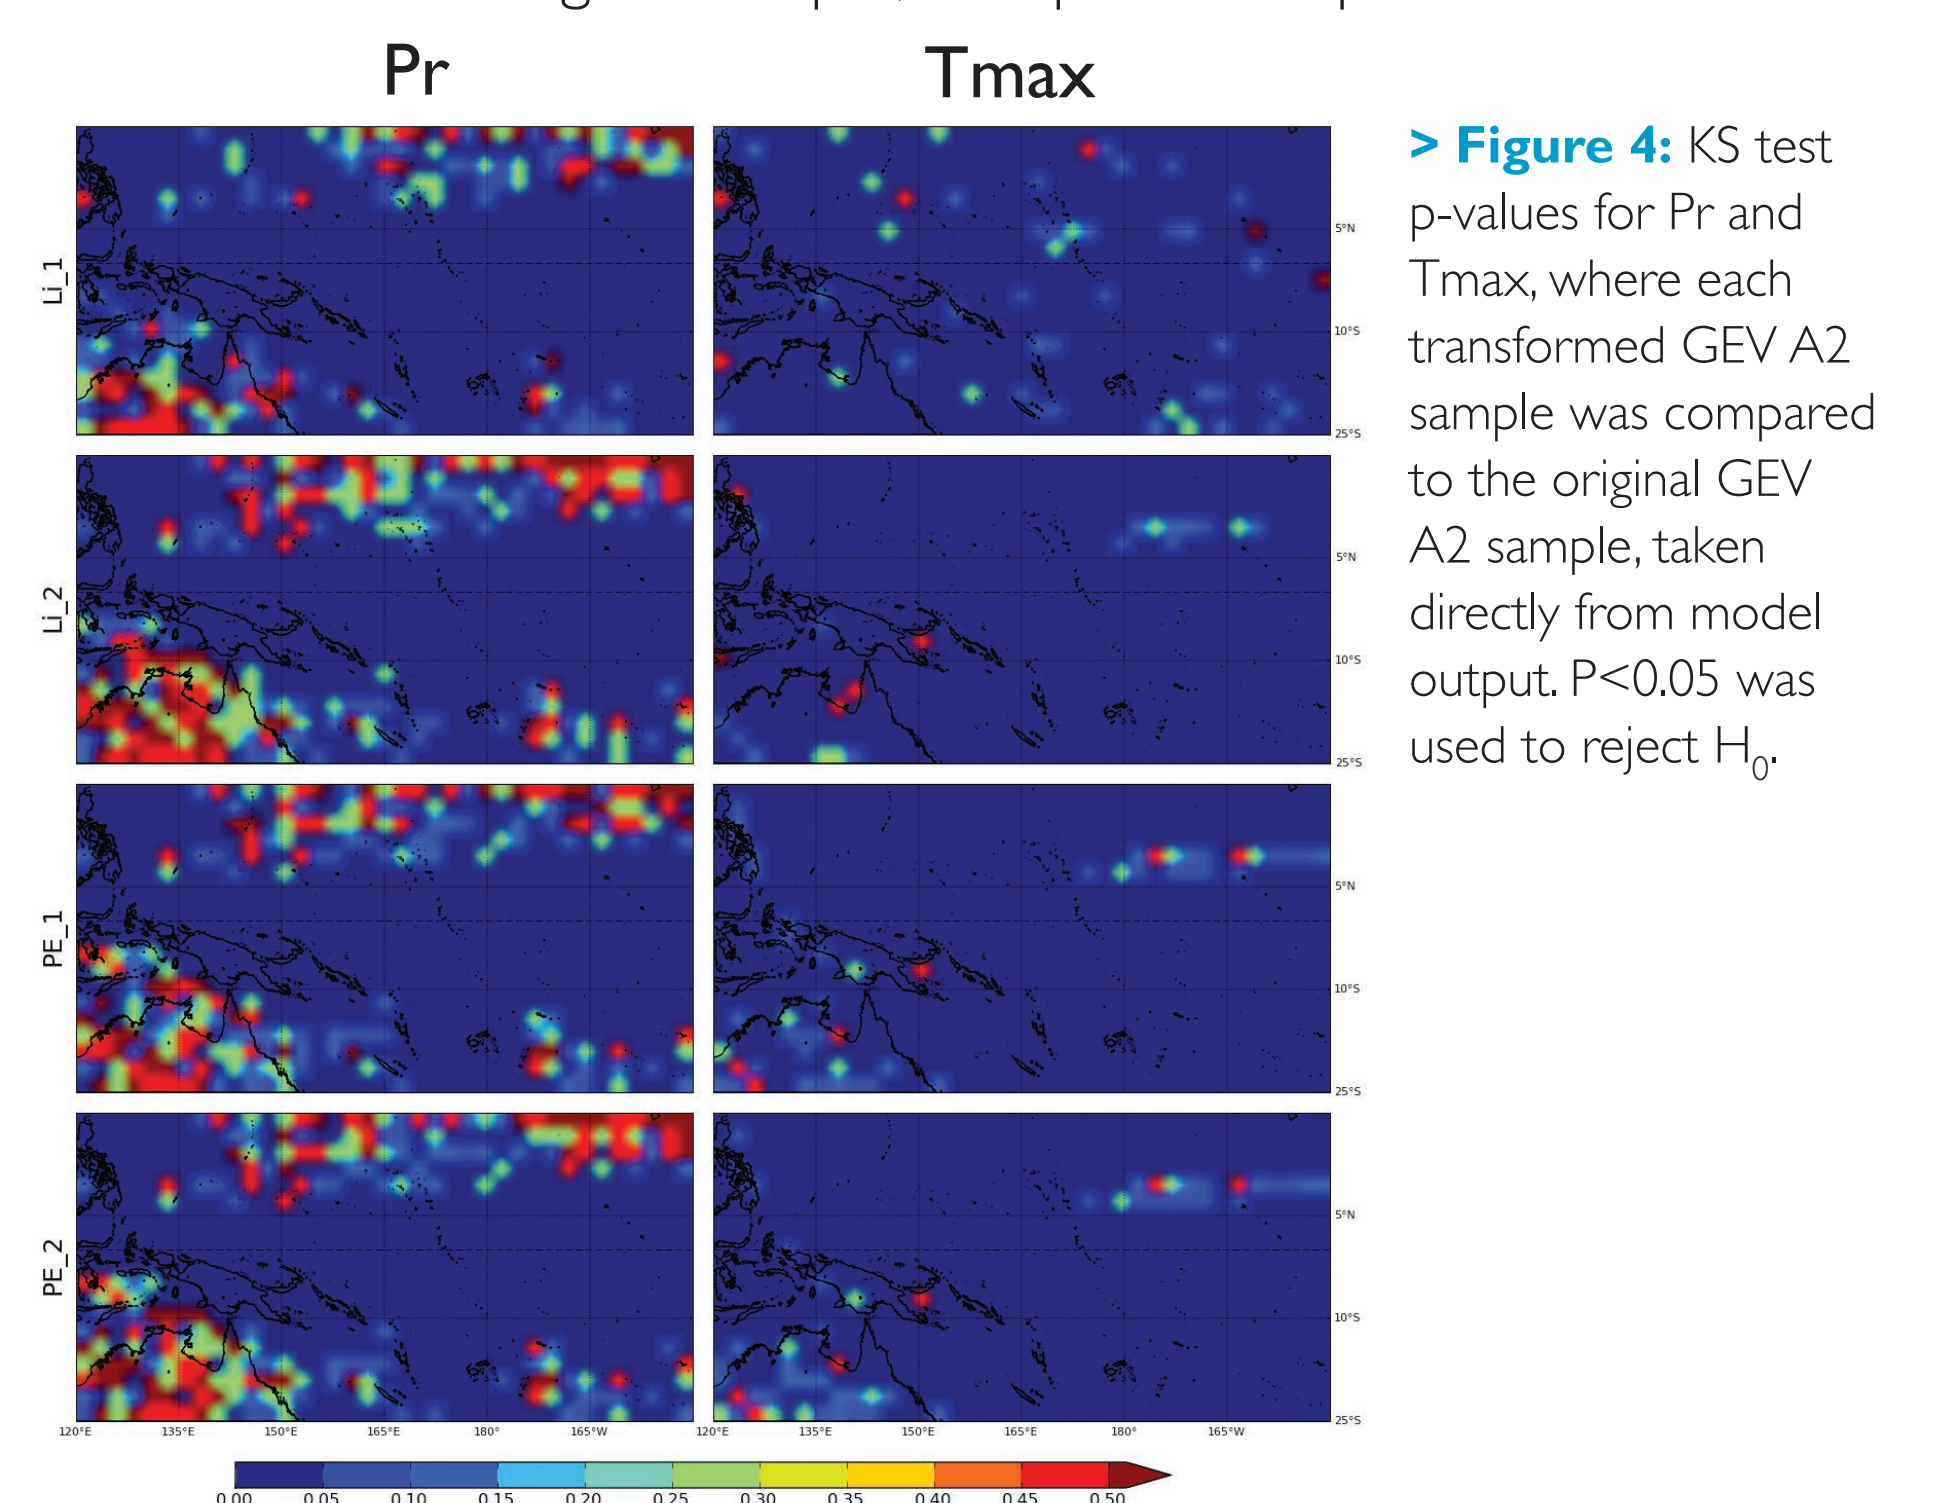 Pr
Tmax
> Figure 4: KS test
p-values for Pr and
Tmax, where each
transformed GEV A2
sample was compared
to the original GEV
A2 sample, taken
directly from model
output. P<0.05 was
used to reject H0.
Li_1
5°N
10°S
25°S
Li_2
5°N
10°S
25°S
PE_1
5°N
10°S
25°S
PE_2
5°N
10°S
25°S
120°E 135°E 150°E 165°E 180° 165°W 120°E 135°E 150°E 165°E 180° 165°W
0.00 0.05 0.10 0.15 0.20 0.25 0.30 0.35 0.40 0.45 0.50